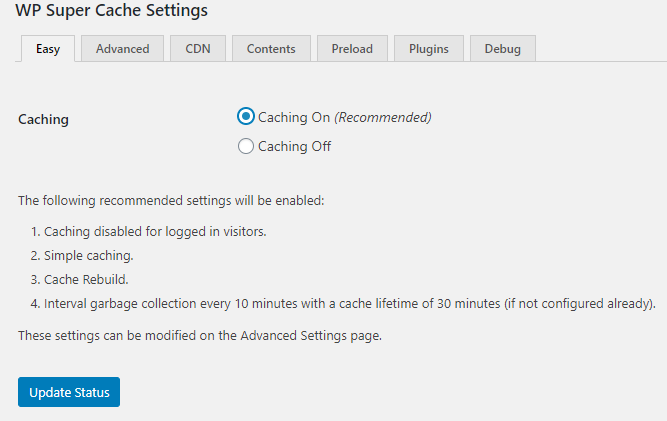 WP Super Cache Settings
Easy Advanced CDN Contents Preload Plugins Debug
Caching Caching On (Recommended)
Caching Off
The following recommended settings will be enabled:
1. Caching disabled for logged in visitors.
2. Simple caching.
3. Cache Rebuild.
4. Interval garbage collection every 10 minutes with a cache lifetime of 30 minutes (if not configured already).
These settings can be modified on the Advanced Settings page.
Update Status